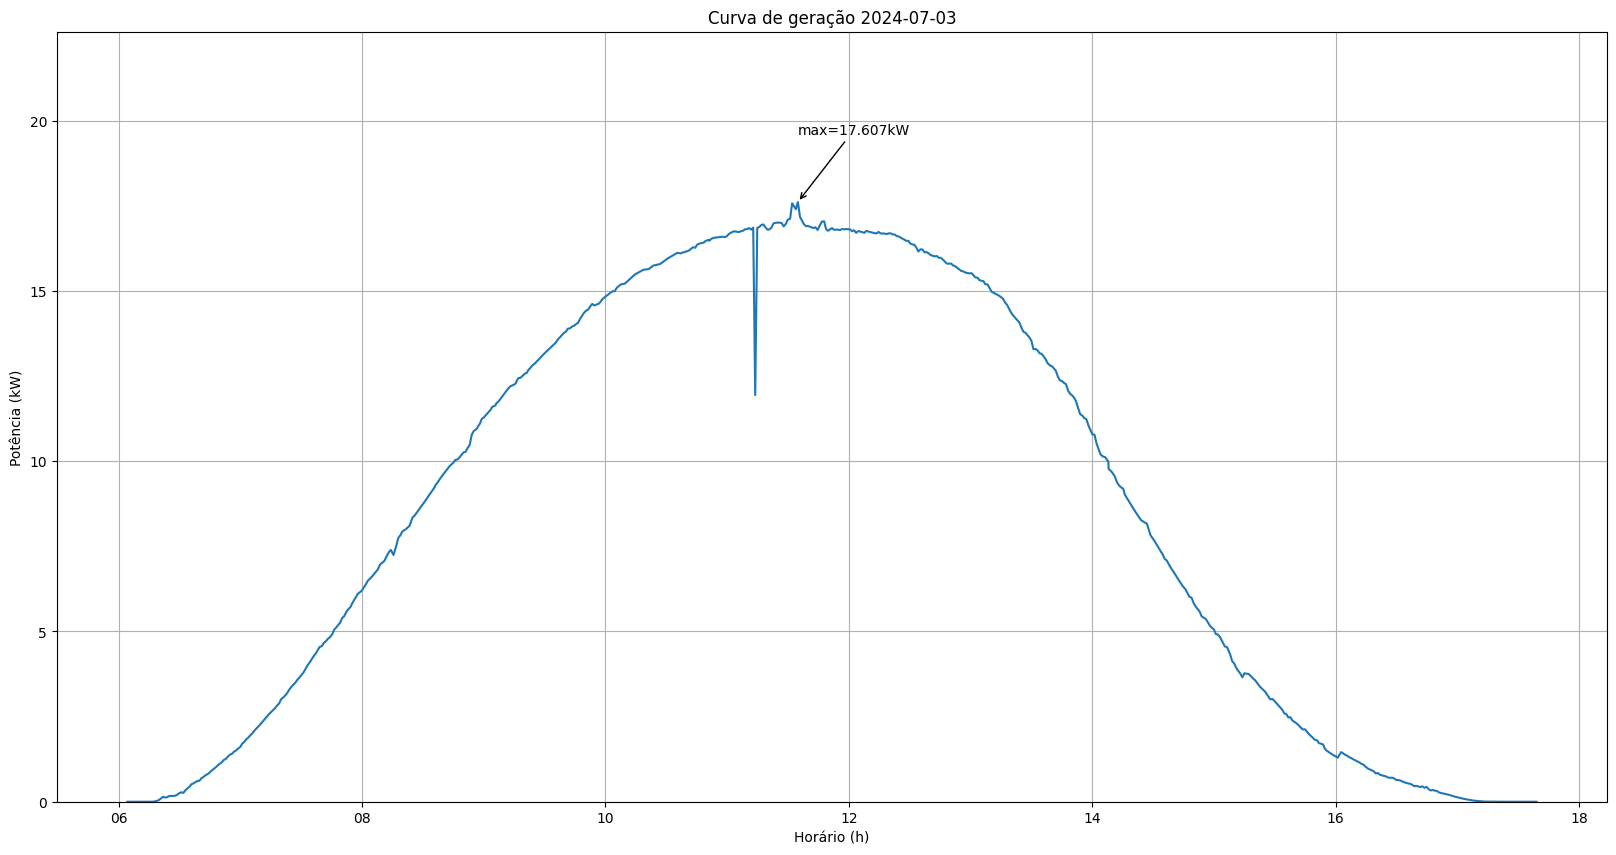 Curva de geração 2024-07-03
max=17.607kW
Potência (kW)
20
15
10
5
0
06 08 10 12 14 16 18
Horário (h)